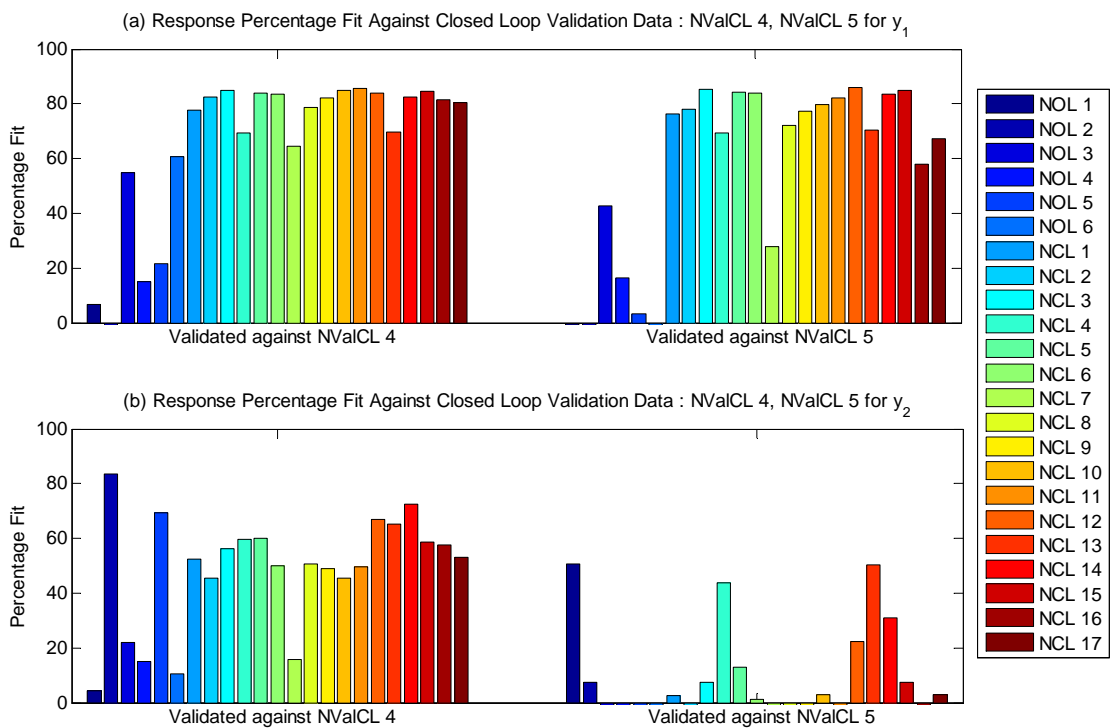 (a) Response Percentage Fit Against Closed Loop Validation Data : NValCL 4, NValCL 5 for y1
100
80
60
40
20
0
Percentage Fit
Validated against NValCL 4
Validated against NValCL 5
(b) Response Percentage Fit Against Closed Loop Validation Data : NValCL 4, NValCL 5 for y2
100
80
60
40
20
0
Percentage Fit
Validated against NValCL 4
Validated against NValCL 5
NOL 1
NOL 2
NOL 3
NOL 4
NOL 5
NOL 6
NCL 1
NCL 2
NCL 3
NCL 4
NCL 5
NCL 6
NCL 7
NCL 8
NCL 9
NCL 10
NCL 11
NCL 12
NCL 13
NCL 14
NCL 15
NCL 16
NCL 17